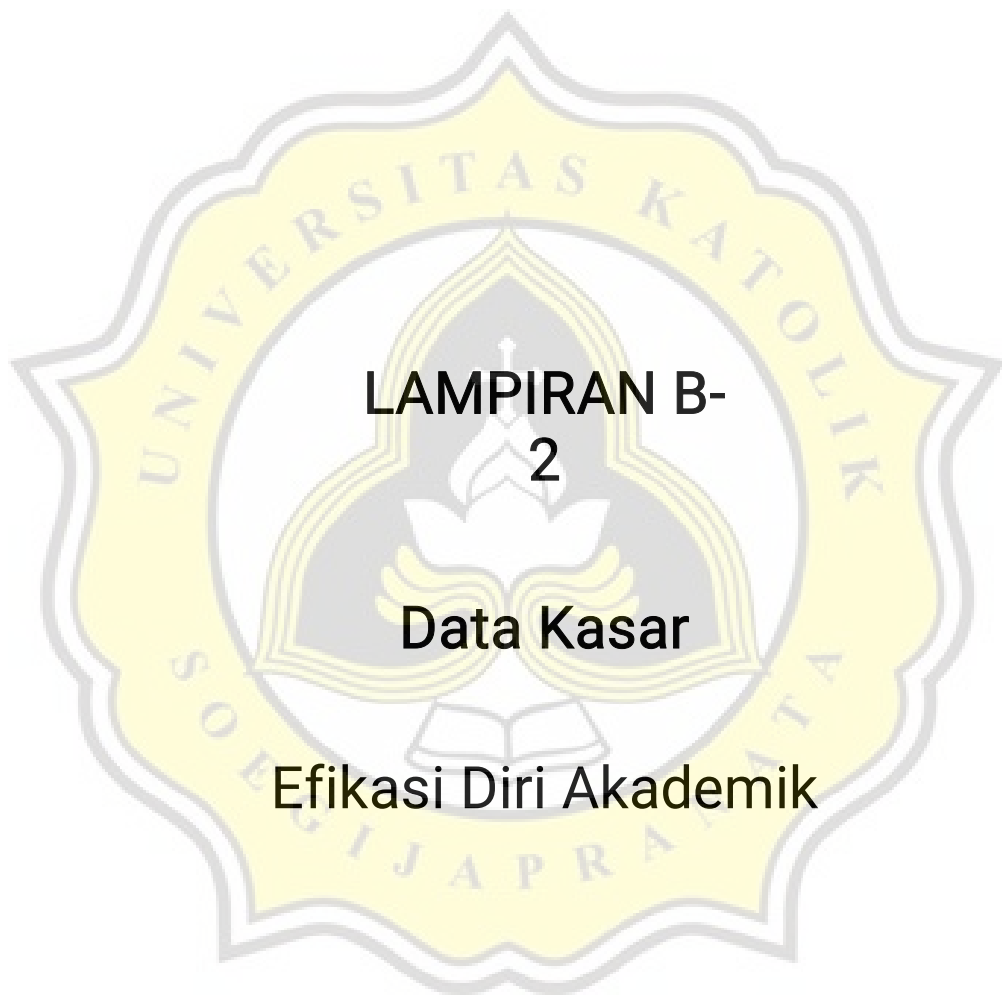 UNIVERSITAS KATOLIK
LAMPIRAN B-
2
Data Kasar
Efikasi Diri Akademik
SOEGIJAPRANATA